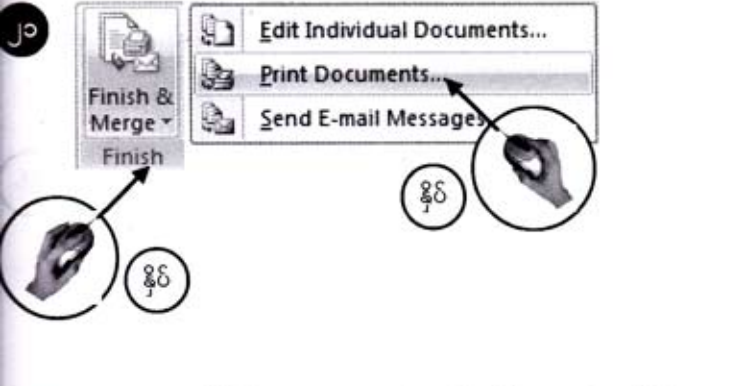 ၂၁
Edit Individual Documents...
Print Documents...
Send E-mail Messages
Finish &
Merge
Finish
နှိပ်
နှိပ်